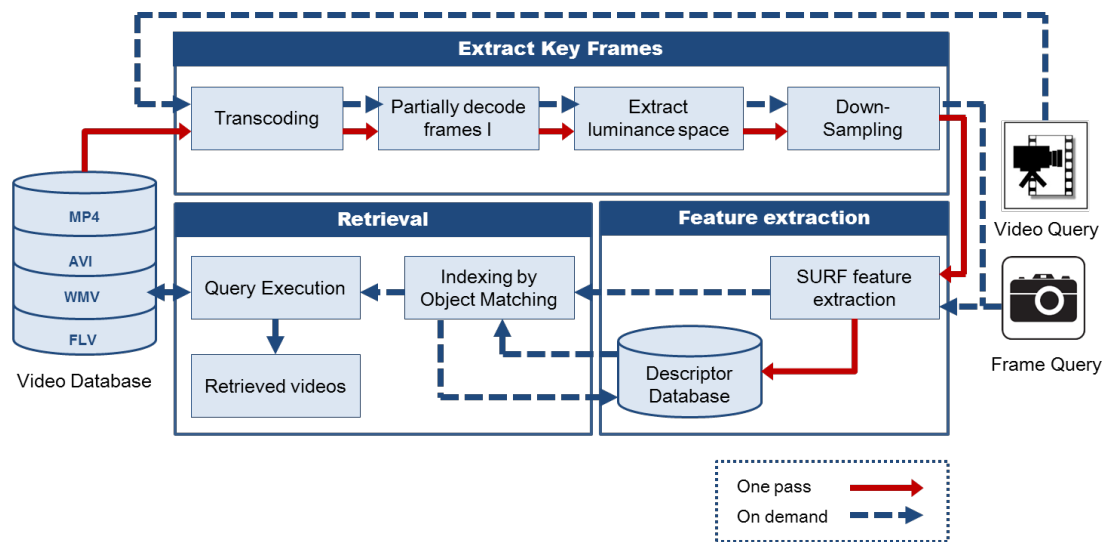 Extract Key Frames
Transcoding
Partially decode
frames I
Extract
luminance space
Down-
Sampling
MP4
AVI
WMV
FLV
Video Database
Retrieval
Query Execution
Indexing by
Object Matching
Retrieved videos
Feature extraction
SURF feature
extraction
Descriptor
Database
Video Query
Frame Query
One pass
On demand